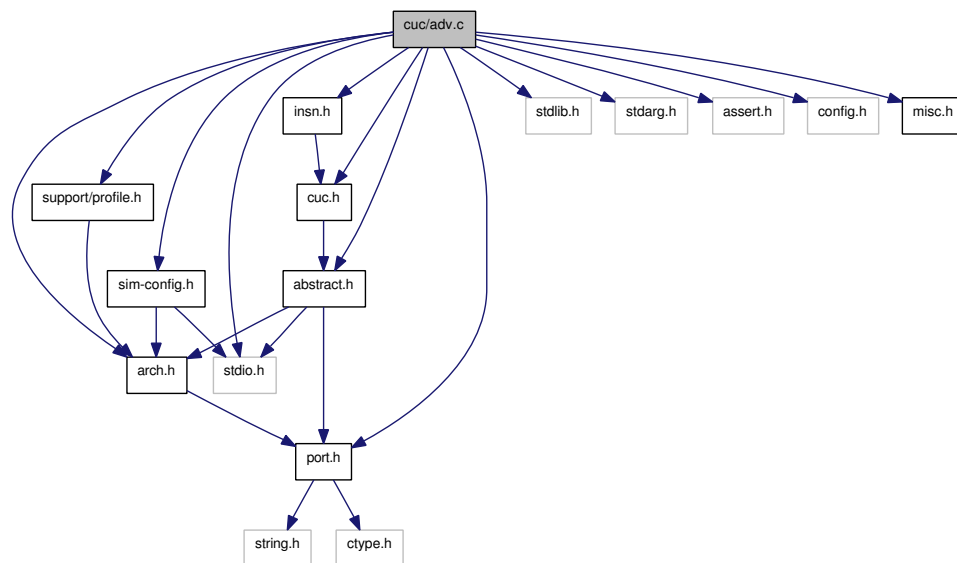 cuc/adv.c
insn.h
stdlib.h
stdarg.h
assert.h
config.h
misc.h
support/profile.h
cuc.h
sim-config.h
abstract.h
arch.h
stdio.h
port.h
string.h
ctype.h